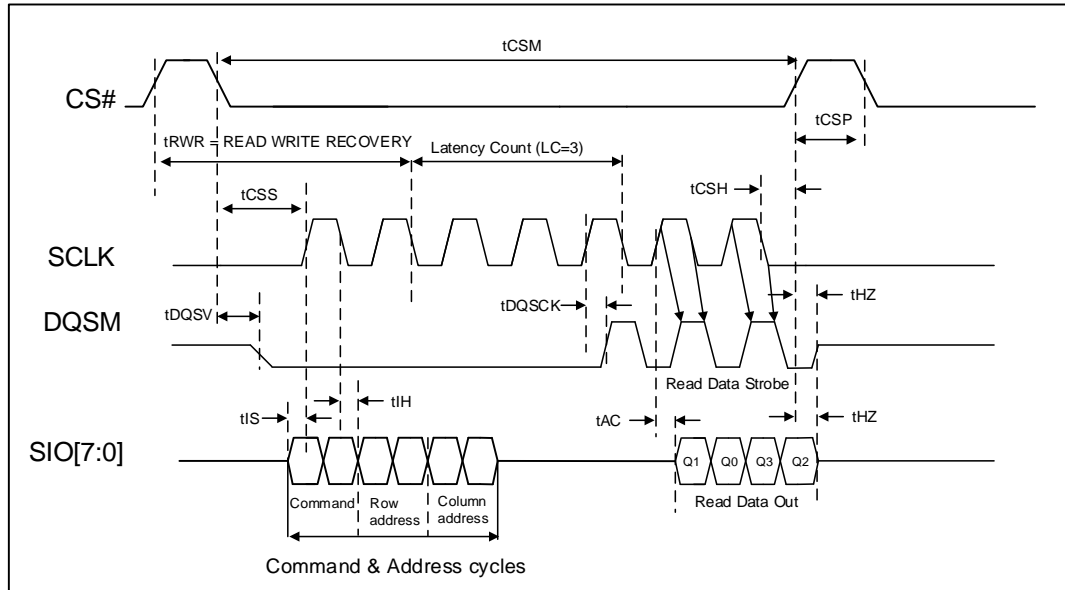 tCSM
CS#
tCSP
tRWR = READ WRITE RECOVERY
Latency Count (LC=3)
tCSH
tCSS
SCLK
tHZ
tDQSCK
tDQSV
DQSM
Read Data Strobe
tIH
tIS
tAC
tHZ
SIO[7:0]
Q1 Q0 Q3 Q2
Command
Row
address
Column
address
Read Data Out
Command & Address cycles